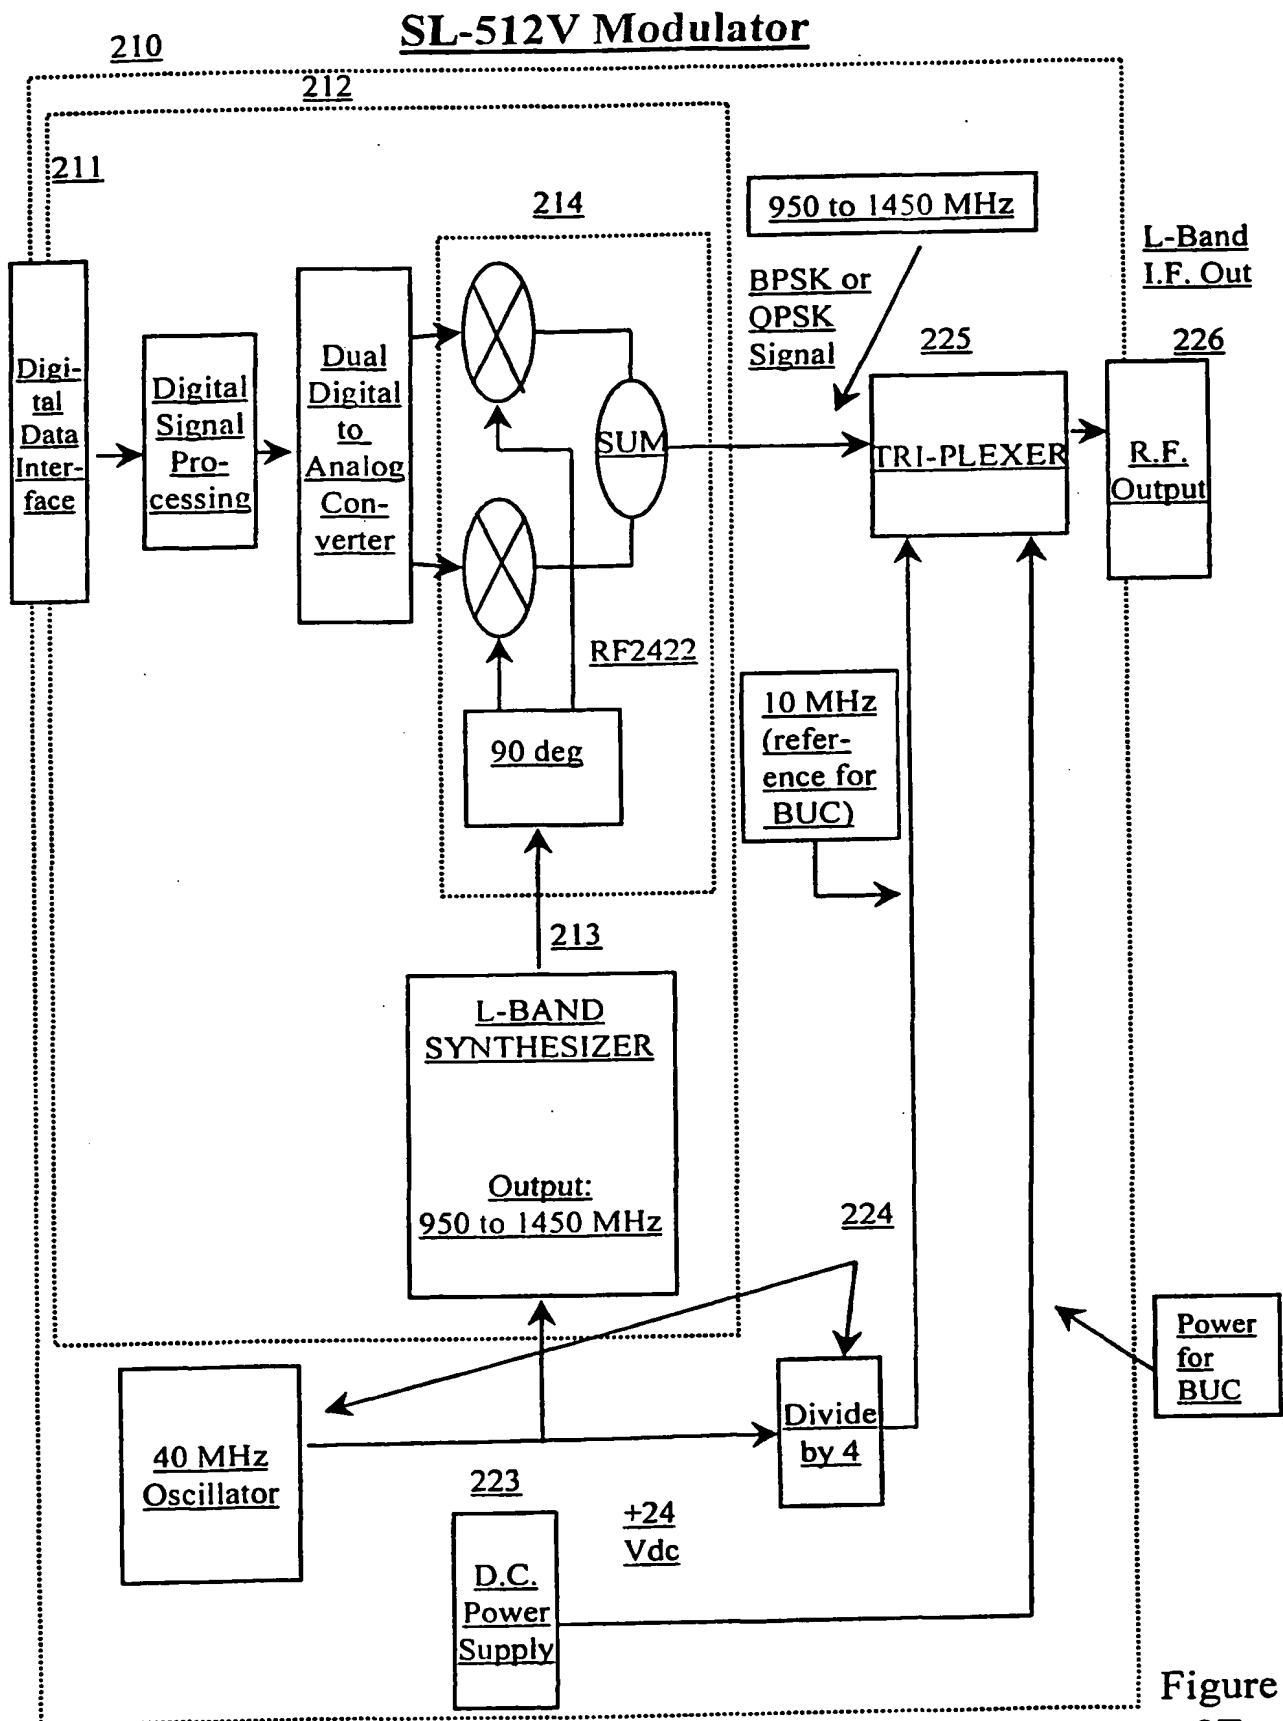 SL-512V Modulator
210
212
211
214
950 to 1450 MHz
L-Band
I.F. Out
BPSK or
QPSK
Signal
225
226
Digi-
tal
Data
Inter-
face
Digital
Signal
Pro-
cessing
Dual
Digital
to
Analog
Con-
verter
SUM
TRI-PLEXER
R.F.
Output
RF2422
90 deg
10 MHz
(refer-
ence for
BUC)
213
L-BAND
SYNTHESIZER
Output:
950 to 1450 MHz
224
Power
for
BUC
40 MHz
Oscillator
Divide
by 4
223
+24
Vdc
D.C.
Power
Supply
Figure